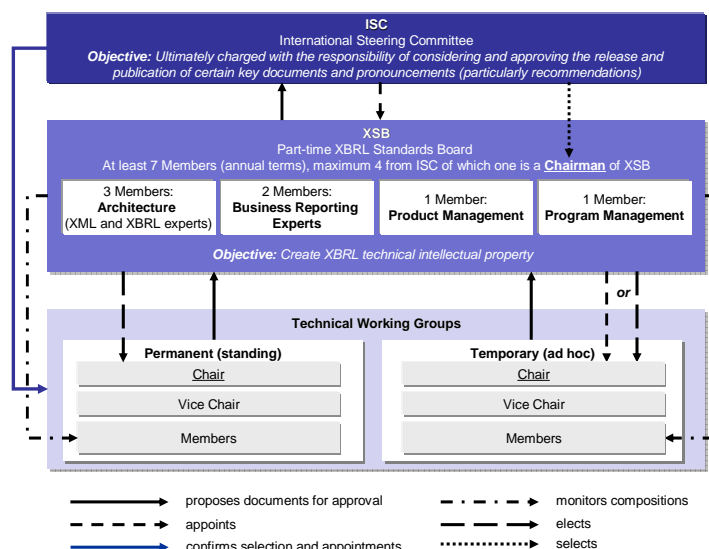 ISC
International Steering Committee
Objective: Ultimately charged with the responsibility of considering and approving the release and
publication of certain key documents and pronouncements (particularly recommendations)
XSB
Part-time XBRL Standards Board
At least 7 Members (annual terms), maximum 4 from ISC of which one is a Chairman of XSB
3 Members:
Architecture
(XML and XBRL experts)
2 Members:
Business Reporting
Experts
1 Member:
Product Management
1 Member:
Program Management
Objective: Create XBRL technical intellectual property
or
Technical Working Groups
Permanent (standing)
Chair
Vice Chair
Members
Temporary (ad hoc)
Chair
Vice Chair
Members
proposes documents for approval
appoints
confirms selection and appointments
monitors compositions
elects
selects